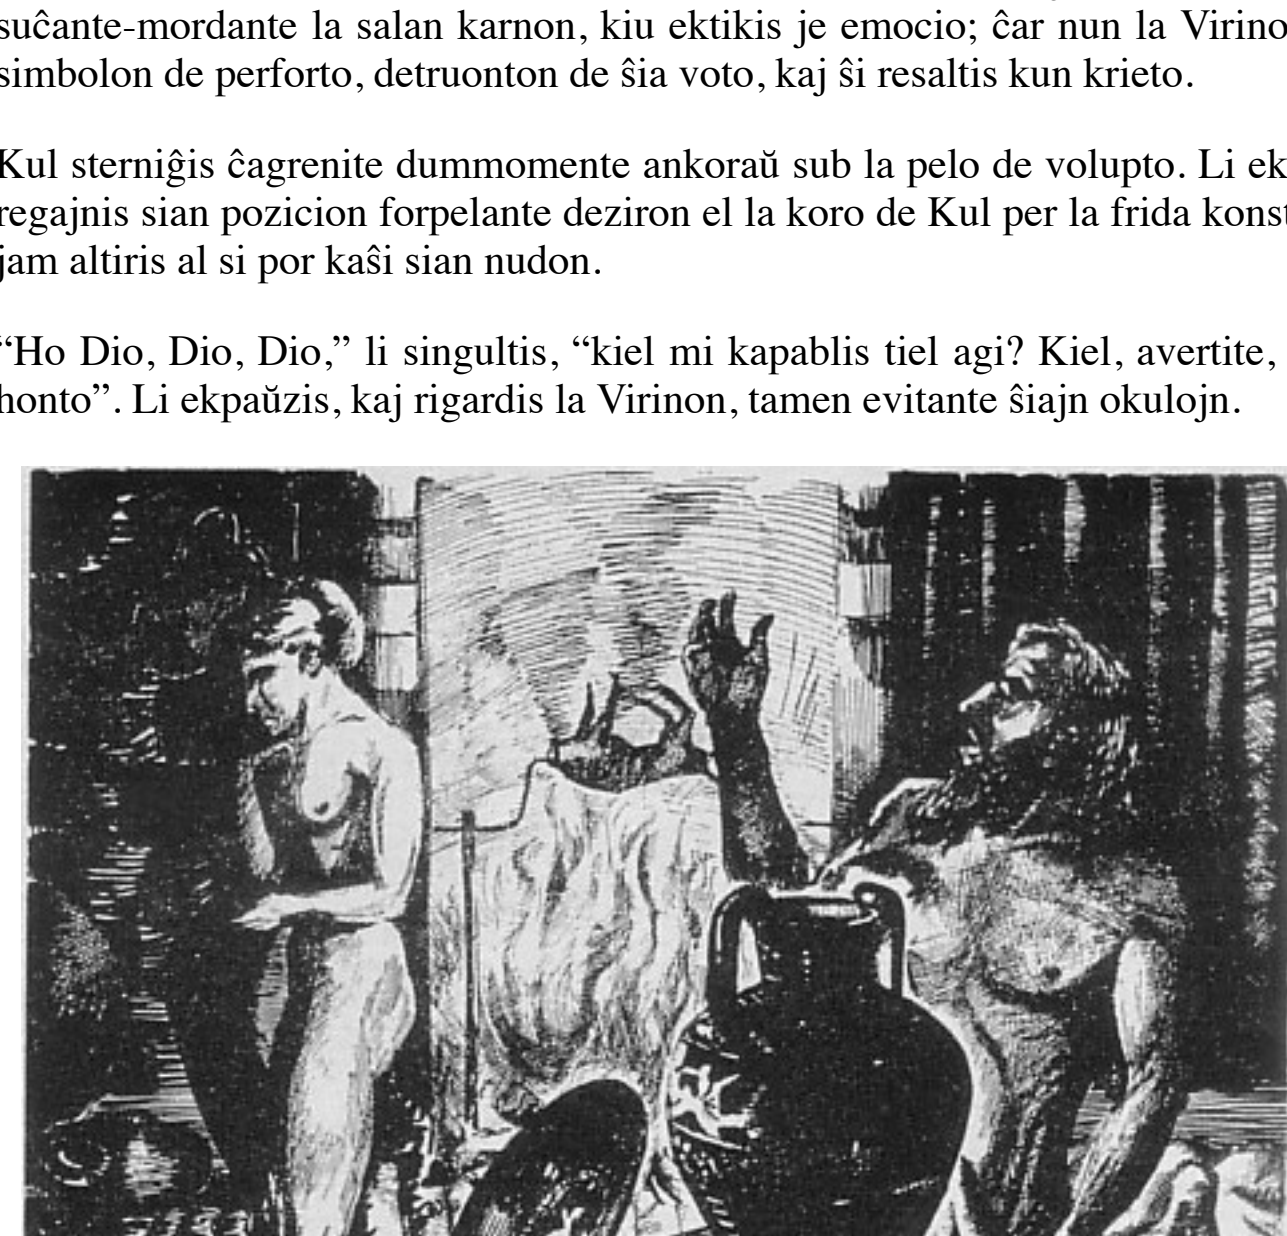 suĉante-mordante la salan karnon, kiu ektikis je emocio; ĉar nun la Virino
simbolon de perforto, detruonton de ŝia voto, kaj ŝi resaltis kun krieto.
Kul sterniĝis ĉagrenite dummomente ankoraŭ sub la pelo de volupto. Li ek
regajnis sian pozicion forpelante deziron el la koro de Kul per la frida konst
jam altiris al si por kaŝi sian nudon.
“Ho Dio, Dio, Dio,” li singultis, “kiel mi kapablis tiel agi? Kiel, avertite,
honto”. Li ekpaŭzis, kaj rigardis la Virinon, tamen evitante ŝiajn okulojn.